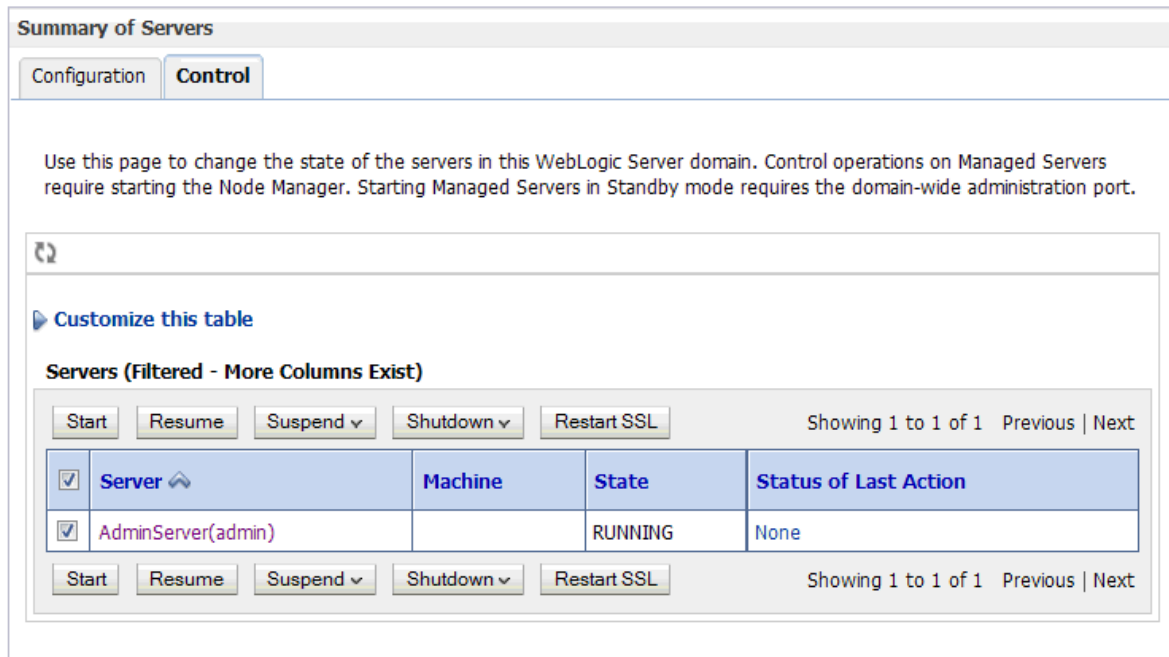 Summary of Servers
Configuration Control
Use this page to change the state of the servers in this WebLogic Server domain. Control operations on Managed Servers
require starting the Node Manager. Starting Managed Servers in Standby mode requires the domain-wide administration port.
Customize this table
Servers (Filtered - More Columns Exist)
Start Resume Suspend Shutdown Restart SSL Showing 1 to 1 of 1 Previous | Next
Server Machine State Status of Last Action
AdminServer(admin) RUNNING None
Start Resume Suspend Shutdown Restart SSL Showing 1 to 1 of 1 Previous | Next